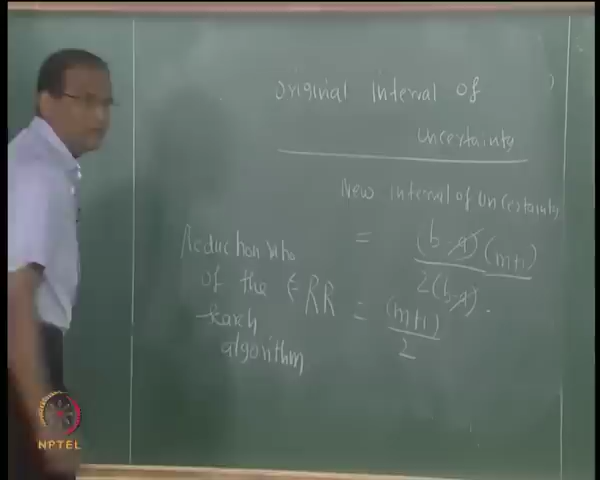 Original Interval of
Uncertainty
New Interval of Uncertainty
= (b-a)(m+1)
2(b-a).
Reduction ratio
of the ← RR = (m+1)
2
search
algorithm
NPTEL